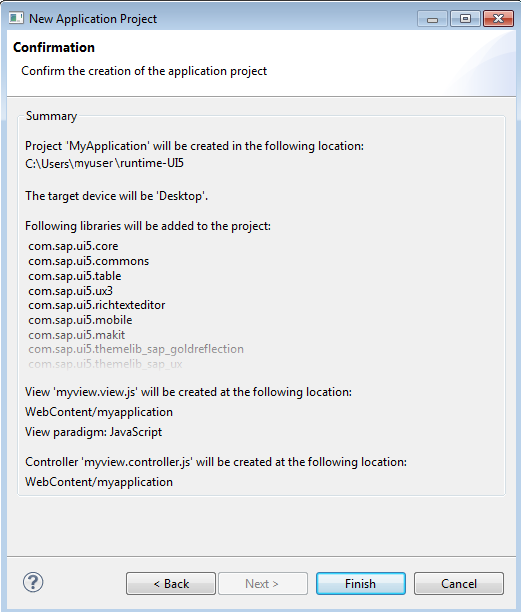 New Application Project
Confirmation
Confirm the creation of the application project
Summary
Project 'MyApplication' will be created in the following location:
C:\Users\myuser\runtime-UI5
The target device will be 'Desktop'.
Following libraries will be added to the project:
com.sap.ui5.core
com.sap.ui5.commons
com.sap.ui5.table
com.sap.ui5.ux3
com.sap.ui5.richtexteditor
com.sap.ui5.mobile
com.sap.ui5.makit
com.sap.ui5.themelib_sap_goldreflection
com.sap.ui5.themelib_sap_ux
View 'myview.view.js' will be created at the following location:
WebContent/myapplication
View paradigm: JavaScript
Controller 'myview.controller.js' will be created at the following location:
WebContent/myapplication
? < Back Next > Finish Cancel